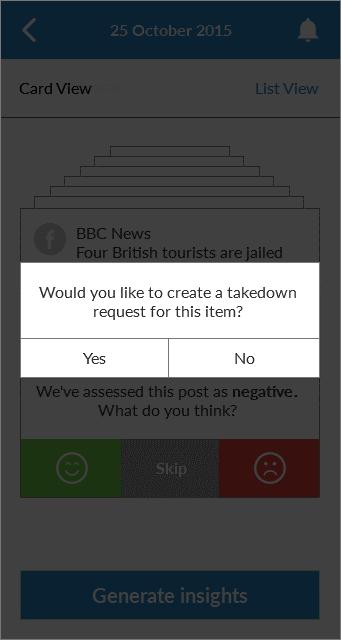 25 October 2015
Card View
List View
BBC News
Four British tourists are jailed
Would you like to create a takedown
request for this item?
Yes
No
We've assessed this post as negative.
What do you think?
Skip
Generate insights